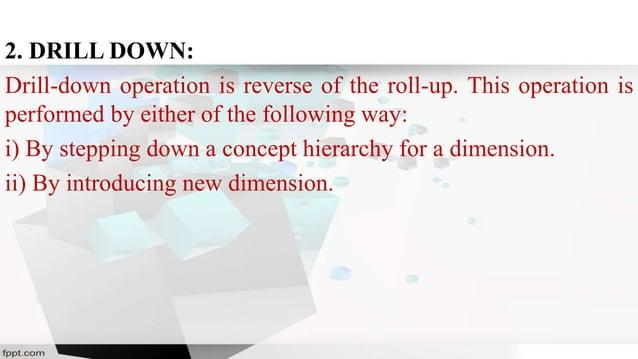 2. DRILL DOWN:
Drill-down operation is reverse of the roll-up. This operation is
performed by either of the following way:
i) By stepping down a concept hierarchy for a dimension.
ii) By introducing new dimension.
fppt.com